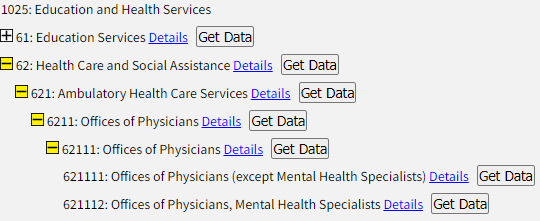 1025: Education and Health Services
61: Education Services Details Get Data
62: Health Care and Social Assistance Details Get Data
621: Ambulatory Health Care Services Details Get Data
6211: Offices of Physicians Details Get Data
62111: Offices of Physicians Details Get Data
621111: Offices of Physicians (except Mental Health Specialists) Details Get Data
621112: Offices of Physicians, Mental Health Specialists Details Get Data